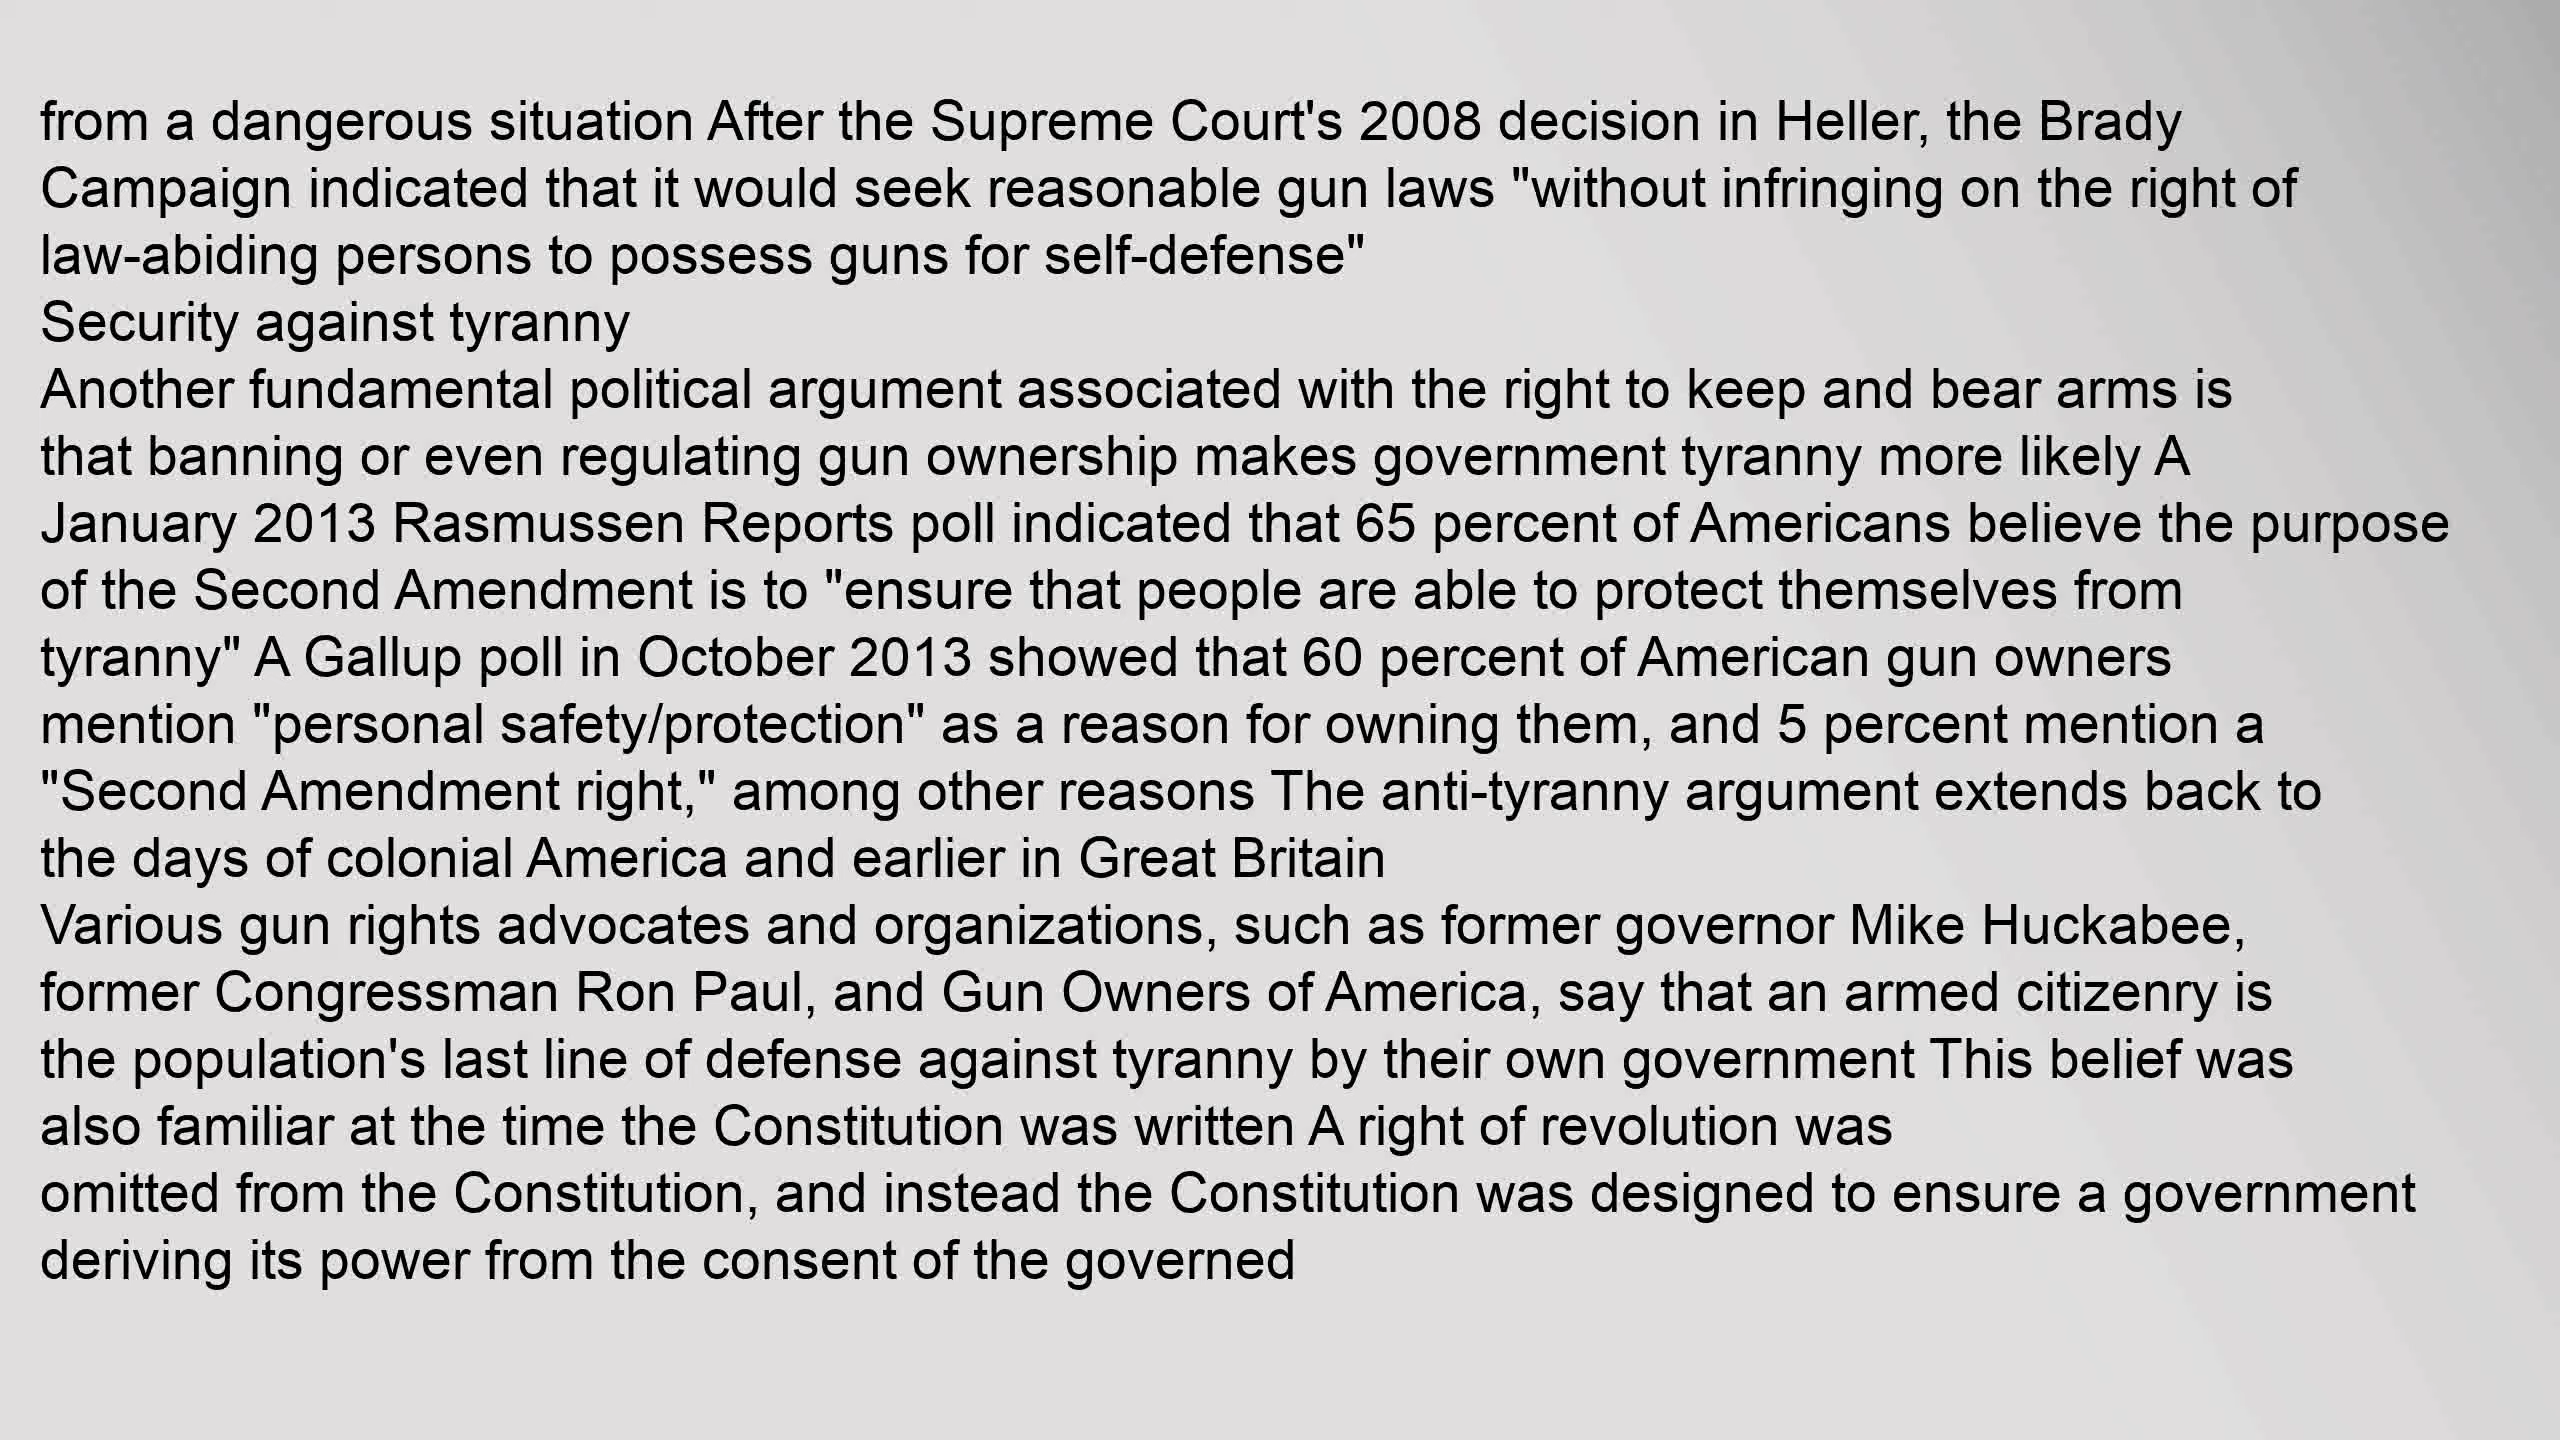 from a dangerous situation After the Supreme Court's 2008 decision in Heller, the Brady
Campaign indicated that it would seek reasonable gun laws "without infringing on the right of
law-abiding persons to possess guns for self-defense"
Security against tyranny
Another fundamental political argument associated with the right to keep and bear arms is
that banning or even regulating gun ownership makes government tyranny more likely A
January 2013 Rasmussen Reports poll indicated that 65 percent of Americans believe the purpose
of the Second Amendment is to "ensure that people are able to protect themselves from
tyranny" A Gallup poll in October 2013 showed that 60 percent of American gun owners
mention "personal safety/protection" as a reason for owning them, and 5 percent mention a
"Second Amendment right," among other reasons The anti-tyranny argument extends back to
the days of colonial America and earlier in Great Britain
Various gun rights advocates and organizations, such as former governor Mike Huckabee,
former Congressman Ron Paul, and Gun Owners of America, say that an armed citizenry is
the population's last line of defense against tyranny by their own government This belief was
also familiar at the time the Constitution was written A right of revolution was
omitted from the Constitution, and instead the Constitution was designed to ensure a government
deriving its power from the consent of the governed